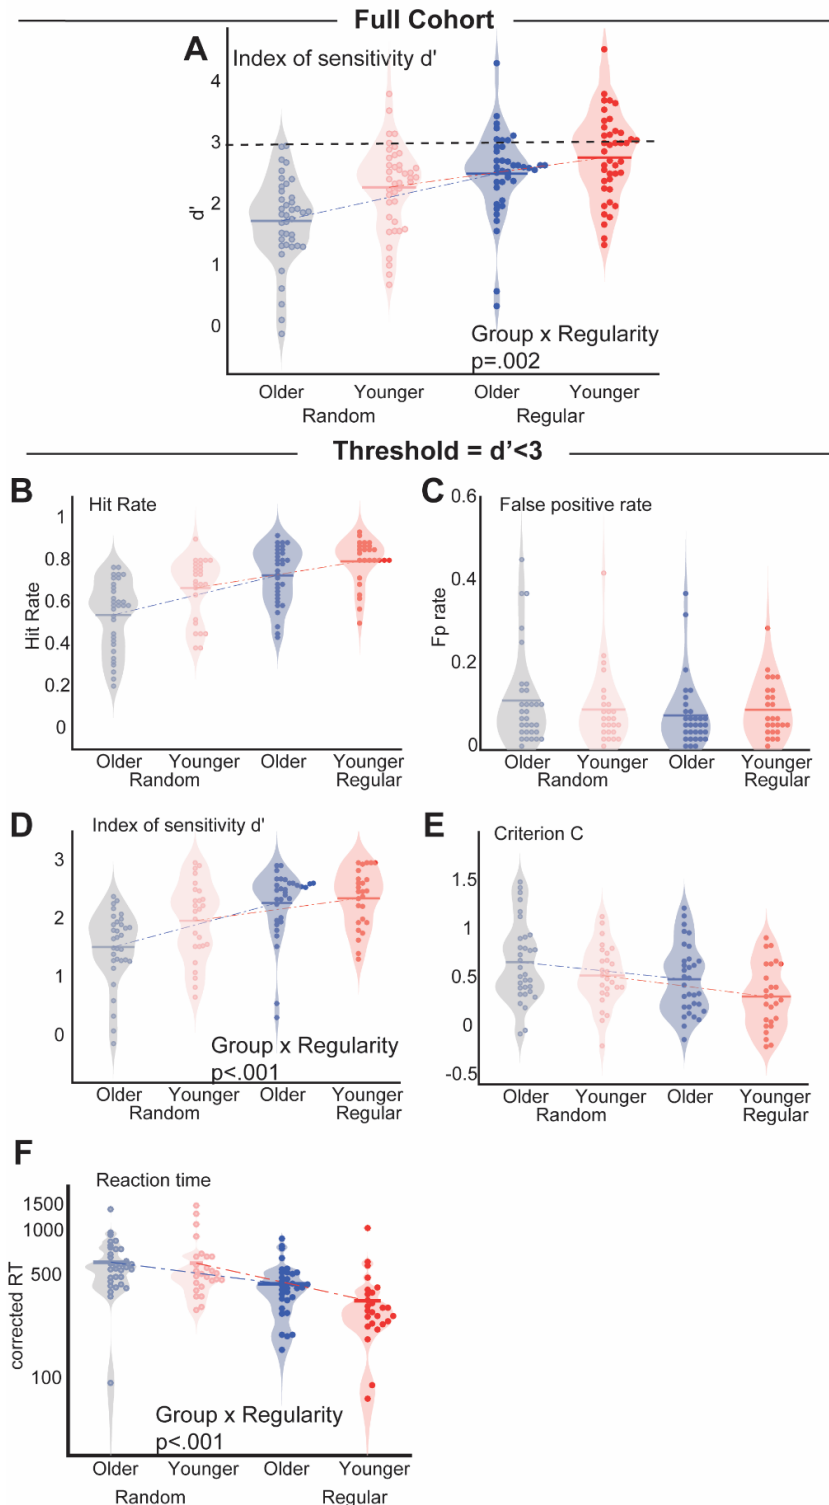 Full Cohort
A
Index of sensitivity d'
4
3
2
1
0
d'
Group x Regularity
p=.002
Older Younger Older Younger
Random Regular
Threshold = d’<3
B
Hit Rate
1
0.8
0.6
0.4
0.2
0
Hit Rate
Older Younger Older Younger
Random Regular
C
False positive rate
0.6
0.4
0.2
0
Fp rate
Older Younger Older Younger
Random Regular
D
Index of sensitivity d'
3
2
1
0
Group x Regularity
p<.001
Older Younger Older Younger
Random Regular
E
Criterion C
1.5
0.5
0
-0.5
Older Younger Older Younger
Random Regular
F
Reaction time
1500
1000
500
100
corrected RT
Group x Regularity
p<.001
Older Younger Older Younger
Random Regular